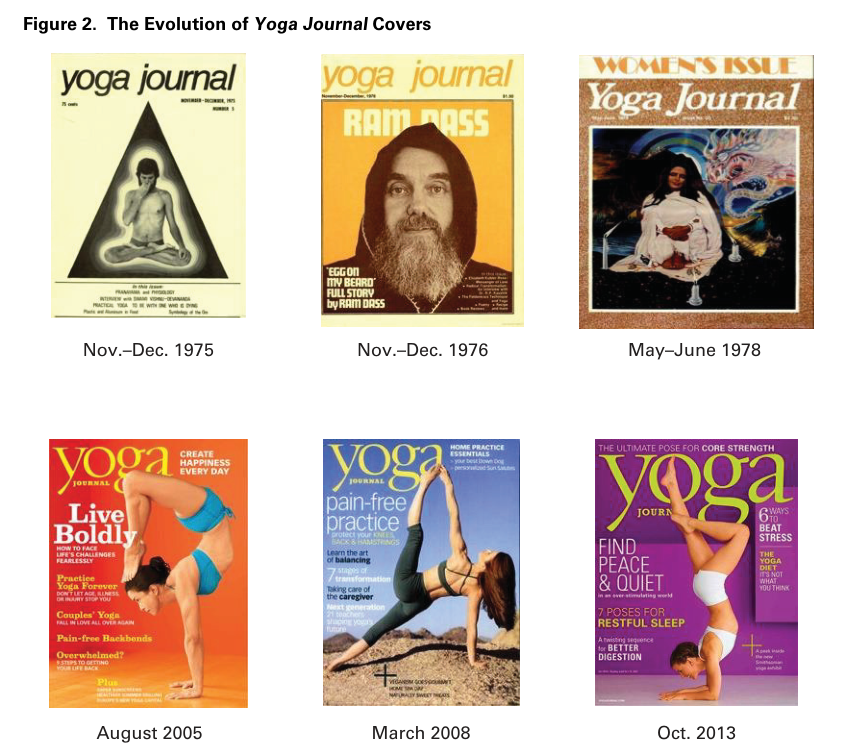 Figure 2. The Evolution of Yoga Journal Covers
yoga journal
75 cents
NOVEMBER–DECEMBER, 1975
NUMBER 5
In this issue:
PRANAYAMA and PHYSIOLOGY
INTERVIEW with SWAMI VISHNU-DEVANANDA
PRACTICAL YOGA TO BE WITH ONE WHO IS DYING
Plastic and Aluminum in Food
Symbology of the Om
Nov.–Dec. 1975
yoga journal
November-December, 1976
$1.00
RAM DASS
'EGG ON
MY BEARD'
FULL STORY
by RAM DASS
In this issue:
Nov.–Dec. 1976
WOMEN'S ISSUE
Yoga Journal
May–June 1978
yoga
JOURNAL
CREATE
HAPPINESS
EVERY DAY
Live
Boldly
HOW TO FACE
LIFE'S CHALLENGES
FEARLESSLY
Practice
Yoga Forever
DON'T LET AGE, ILLNESS,
OR INJURY STOP YOU
Couples' Yoga
FALL IN LOVE ALL OVER AGAIN
Pain-free Backbends
Overwhelmed?
5 STEPS TO GETTING
YOUR LIFE BACK
Plus
August 2005
yoga
JOURNAL
HOME PRACTICE
ESSENTIALS
- your best Down Dog
- personalized Sun Salutes
pain-free
practice
protect your KNEES,
BACK & HAMSTRINGS
Learn the art
of balancing
7 stages of
transformation
Taking care of
the caregiver
Next generation
21 teachers
shaping yoga's
future
VEGANISM GOES GOURMET
HOME SPA DAY
NATURALLY SWEET TREATS
March 2008
THE ULTIMATE POSE FOR CORE STRENGTH
yoga
JOURN
6 WAYS
TO
BEAT
STRESS
THE
YOGA
DIET
IT'S NOT
WHAT
YOU THINK
FIND
PEACE
& QUIET
in an over-stimulating world
7 POSES FOR
RESTFUL SLEEP
A twisting sequence
for BETTER
DIGESTION
A peek inside
the new
Smithsonian
yoga exhibit
Oct. 2013